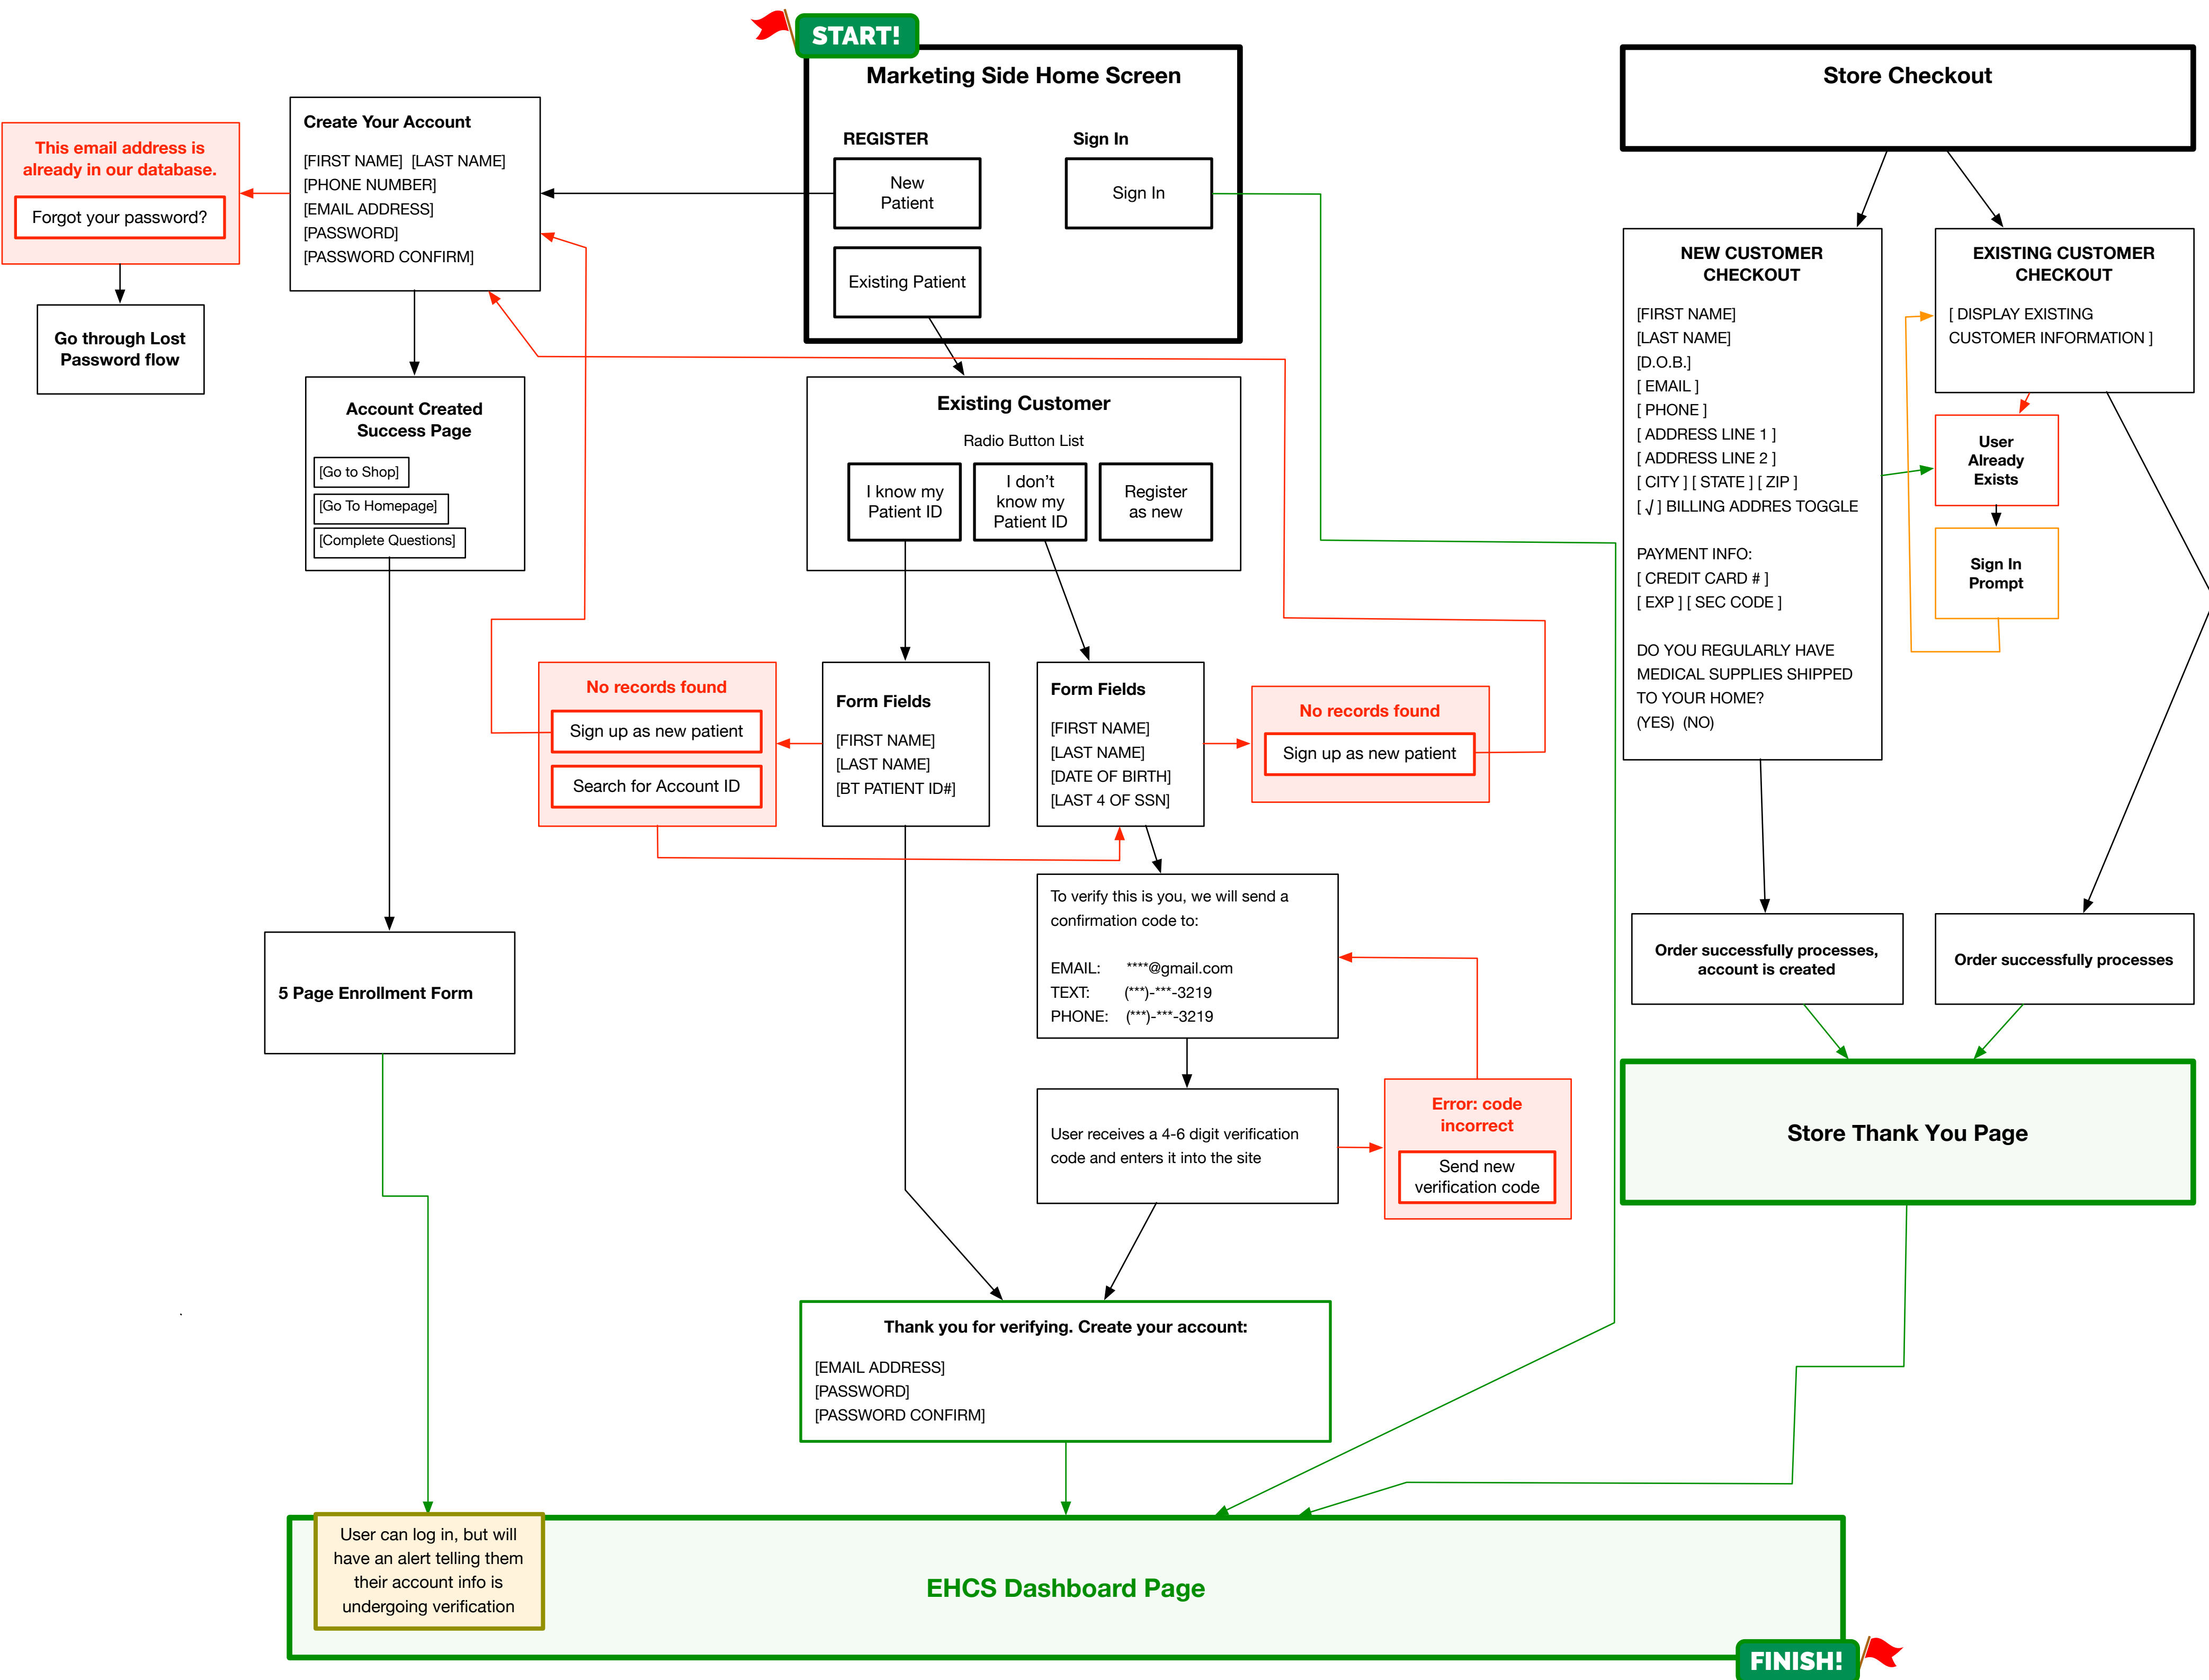 START!
Marketing Side Home Screen
REGISTER
New
Patient
Existing Patient
Sign In
Sign In
Create Your Account
[FIRST NAME]  [LAST NAME]
[PHONE NUMBER]
[EMAIL ADDRESS]
[PASSWORD]
[PASSWORD CONFIRM]
This email address is
already in our database.
Forgot your password?
Go through Lost
Password flow
Account Created
Success Page
[Go to Shop]
[Go To Homepage]
[Complete Questions]
5 Page Enrollment Form
Existing Customer
Radio Button List
I know my
Patient ID
I don't
know my
Patient ID
Register
as new
No records found
Sign up as new patient
Search for Account ID
Form Fields
[FIRST NAME]
[LAST NAME]
[BT PATIENT ID#]
Form Fields
[FIRST NAME]
[LAST NAME]
[DATE OF BIRTH]
[LAST 4 OF SSN]
No records found
Sign up as new patient
To verify this is you, we will send a
confirmation code to:
EMAIL: ****@gmail.com
TEXT: (***)-***-3219
PHONE: (***)-***-3219
User receives a 4-6 digit verification
code and enters it into the site
Error: code
incorrect
Send new
verification code
Thank you for verifying. Create your account:
[EMAIL ADDRESS]
[PASSWORD]
[PASSWORD CONFIRM]
Store Checkout
NEW CUSTOMER
CHECKOUT
[FIRST NAME]
[LAST NAME]
[D.O.B.]
[ EMAIL ]
[ PHONE ]
[ ADDRESS LINE 1 ]
[ ADDRESS LINE 2 ]
[ CITY ] [ STATE ] [ ZIP ]
[ √ ] BILLING ADDRES TOGGLE
PAYMENT INFO:
[ CREDIT CARD # ]
[ EXP ] [ SEC CODE ]
DO YOU REGULARLY HAVE
MEDICAL SUPPLIES SHIPPED
TO YOUR HOME?
(YES)  (NO)
EXISTING CUSTOMER
CHECKOUT
[ DISPLAY EXISTING
CUSTOMER INFORMATION ]
User
Already
Exists
Sign In
Prompt
Order successfully processes,
account is created
Order successfully processes
Store Thank You Page
User can log in, but will
have an alert telling them
their account info is
undergoing verification
EHCS Dashboard Page
FINISH!